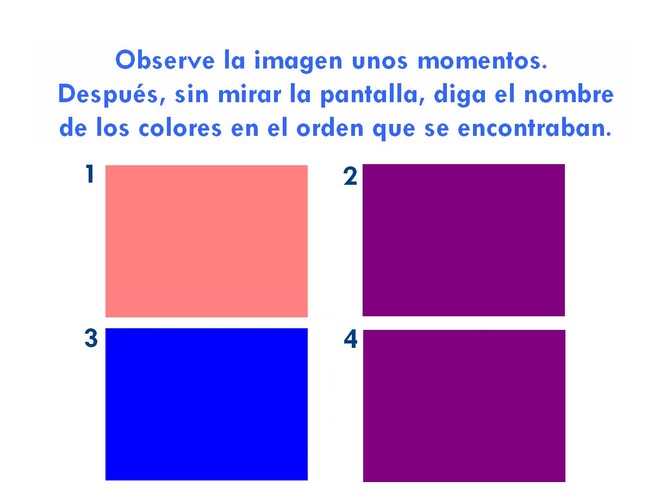 Observe la imagen unos momentos.
Después, sin mirar la pantalla, diga el nombre
de los colores en el orden que se encontraban.
1
2
3
4